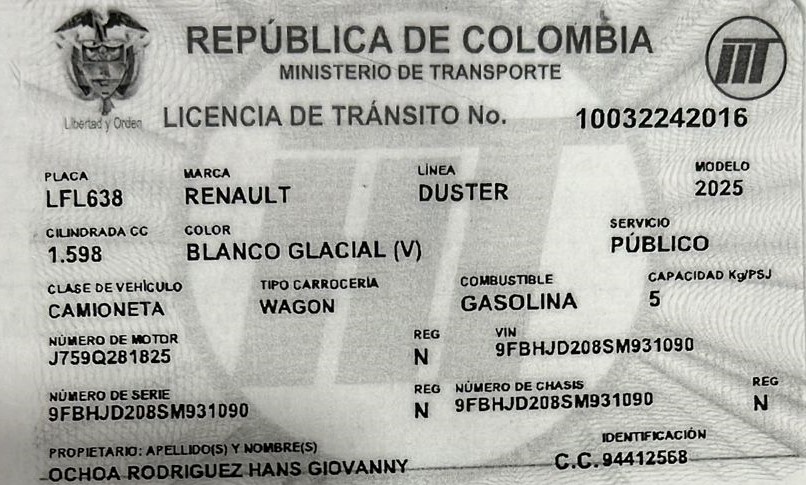 REPÚBLICA DE COLOMBIA
MINISTERIO DE TRANSPORTE
Libertad y Orden
LICENCIA DE TRÁNSITO No. 10032242016
PLACA MARCA LÍNEA MODELO
LFL638 RENAULT DUSTER 2025
CILINDRADA CC COLOR SERVICIO
1.598 BLANCO GLACIAL (V) PÚBLICO
CLASE DE VEHÍCULO TIPO CARROCERÍA COMBUSTIBLE CAPACIDAD Kg/PSJ
CAMIONETA WAGON GASOLINA 5
NÚMERO DE MOTOR REG VIN
J759Q281825 N 9FBHJD208SM931090
NÚMERO DE SERIE REG NÚMERO DE CHASIS REG
9FBHJD208SM931090 N 9FBHJD208SM931090 N
PROPIETARIO: APELLIDO(S) Y NOMBRE(S) IDENTIFICACIÓN
OCHOA RODRIGUEZ HANS GIOVANNY C.C. 94412568